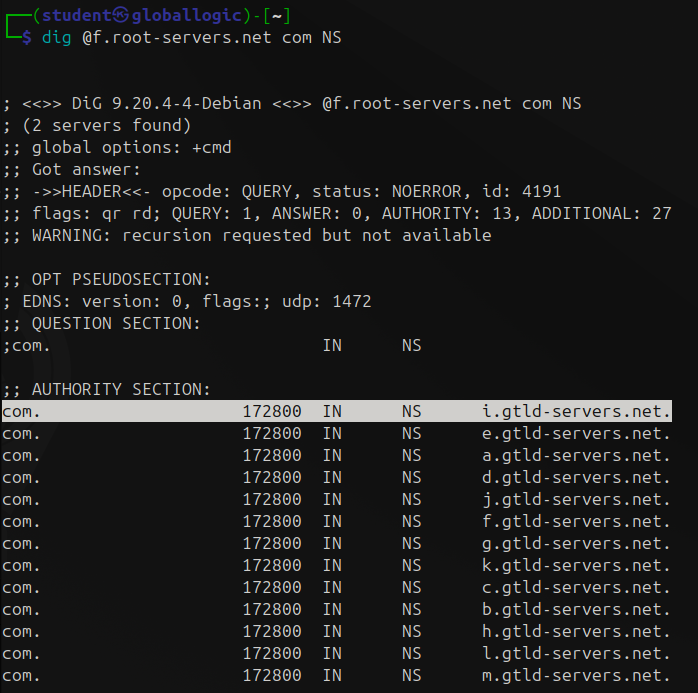 ┌──(student㉿globallogic)-[~]
└─$ dig @f.root-servers.net com NS
; <<>> DiG 9.20.4-4-Debian <<>> @f.root-servers.net com NS
; (2 servers found)
;; global options: +cmd
;; Got answer:
;; ->>HEADER<<- opcode: QUERY, status: NOERROR, id: 4191
;; flags: qr rd; QUERY: 1, ANSWER: 0, AUTHORITY: 13, ADDITIONAL: 27
;; WARNING: recursion requested but not available
;; OPT PSEUDOSECTION:
; EDNS: version: 0, flags:; udp: 1472
;; QUESTION SECTION:
;com. IN NS
;; AUTHORITY SECTION:
com. 172800 IN NS i.gtld-servers.net.
com. 172800 IN NS e.gtld-servers.net.
com. 172800 IN NS a.gtld-servers.net.
com. 172800 IN NS d.gtld-servers.net.
com. 172800 IN NS j.gtld-servers.net.
com. 172800 IN NS f.gtld-servers.net.
com. 172800 IN NS g.gtld-servers.net.
com. 172800 IN NS k.gtld-servers.net.
com. 172800 IN NS c.gtld-servers.net.
com. 172800 IN NS b.gtld-servers.net.
com. 172800 IN NS h.gtld-servers.net.
com. 172800 IN NS l.gtld-servers.net.
com. 172800 IN NS m.gtld-servers.net.